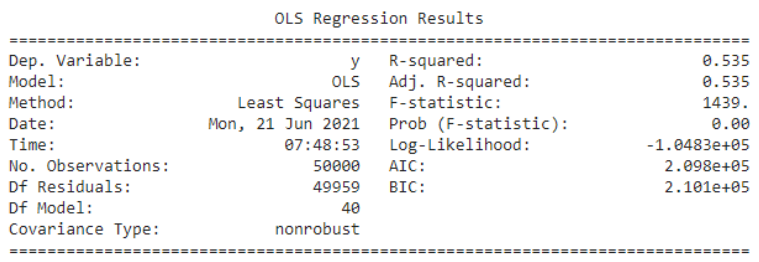 OLS Regression Results
==============================================================================
Dep. Variable: y R-squared: 0.535
Model: OLS Adj. R-squared: 0.535
Method: Least Squares F-statistic: 1439.
Date: Mon, 21 Jun 2021 Prob (F-statistic): 0.00
Time: 07:48:53 Log-Likelihood: -1.0483e+05
No. Observations: 50000 AIC: 2.098e+05
Df Residuals: 49959 BIC: 2.101e+05
Df Model: 40
Covariance Type: nonrobust
==============================================================================